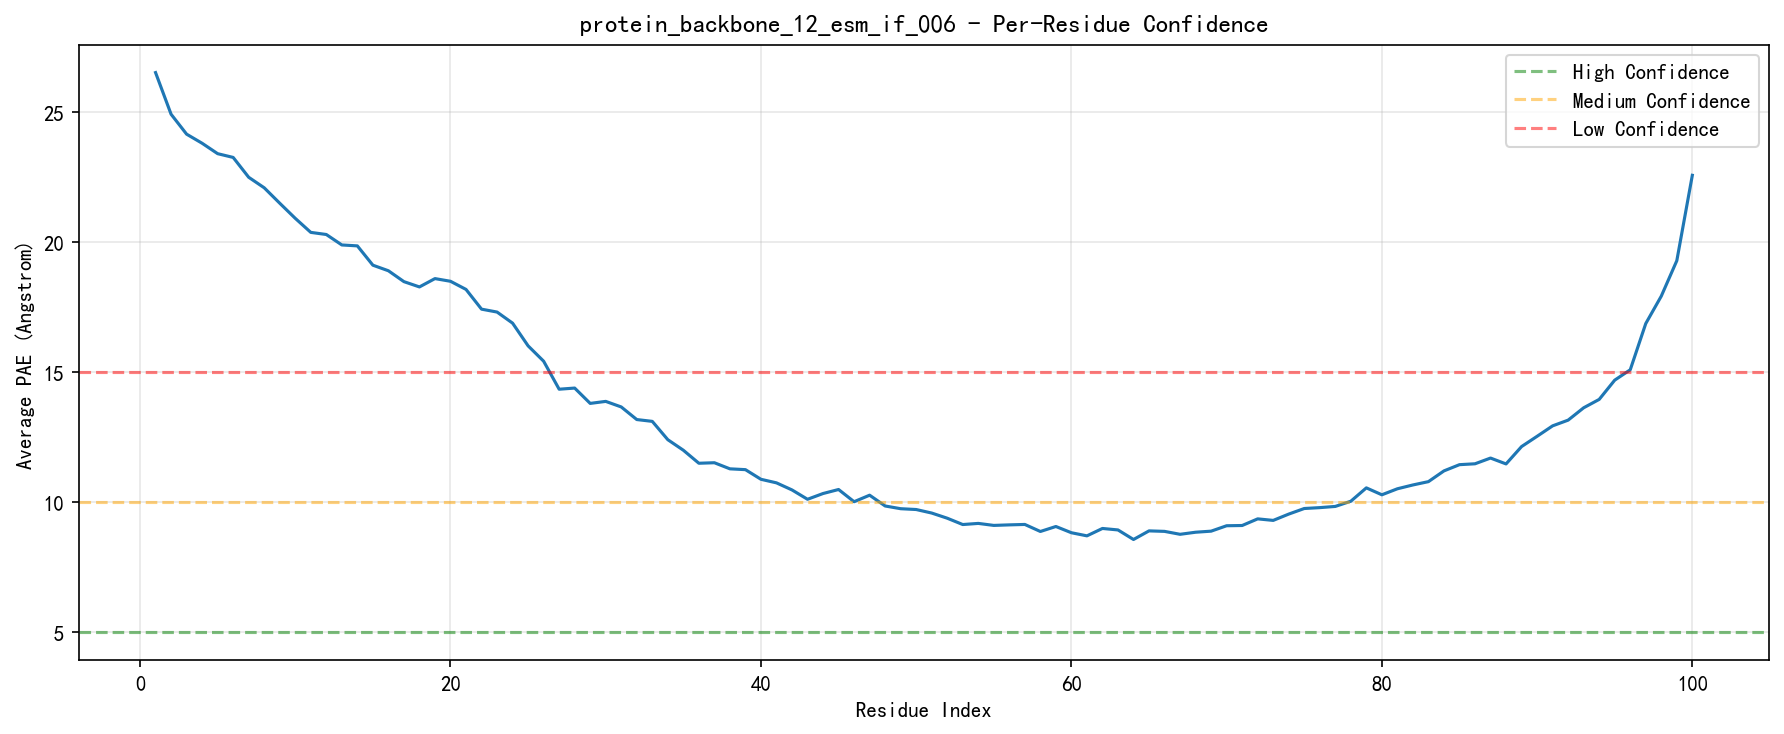 protein_backbone_12_esm_if_006 - Per-Residue Confidence
High Confidence
Medium Confidence
Low Confidence
Average PAE (Angstrom)
25
20
15
10
5
0 20 40 60 80 100
Residue Index